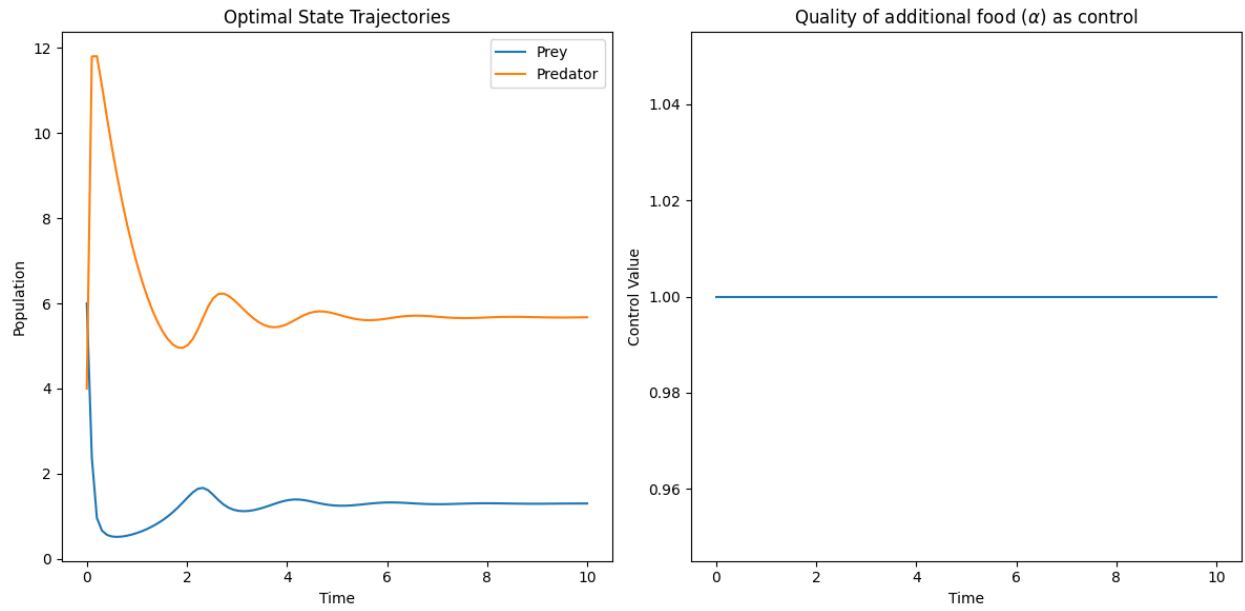 Optimal State Trajectories
12
10
8
6
4
2
0
Population
0 2 4 6 8 10
Time
Prey
Predator
Quality of additional food (α) as control
1.04
1.02
1.00
0.98
0.96
Control Value
0 2 4 6 8 10
Time